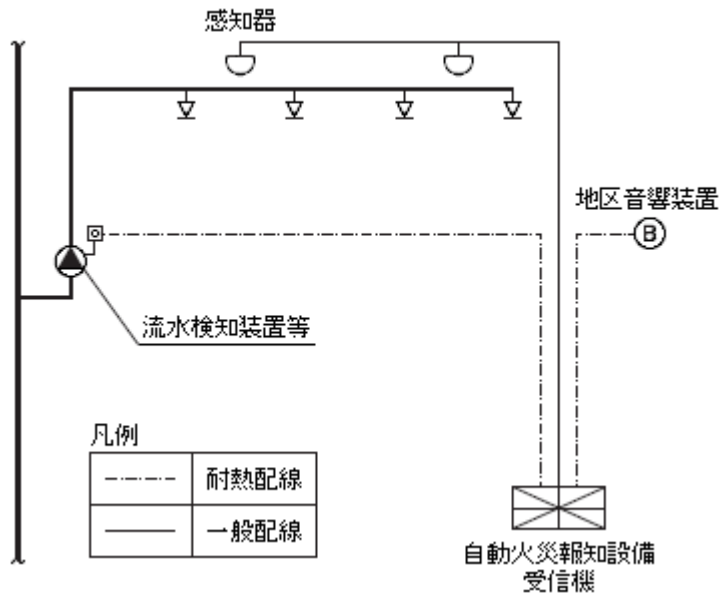 感知器
地区音響装置
B
流水検知装置等
凡例
耐熱配線
一般配線
自動火災報知設備
受信機